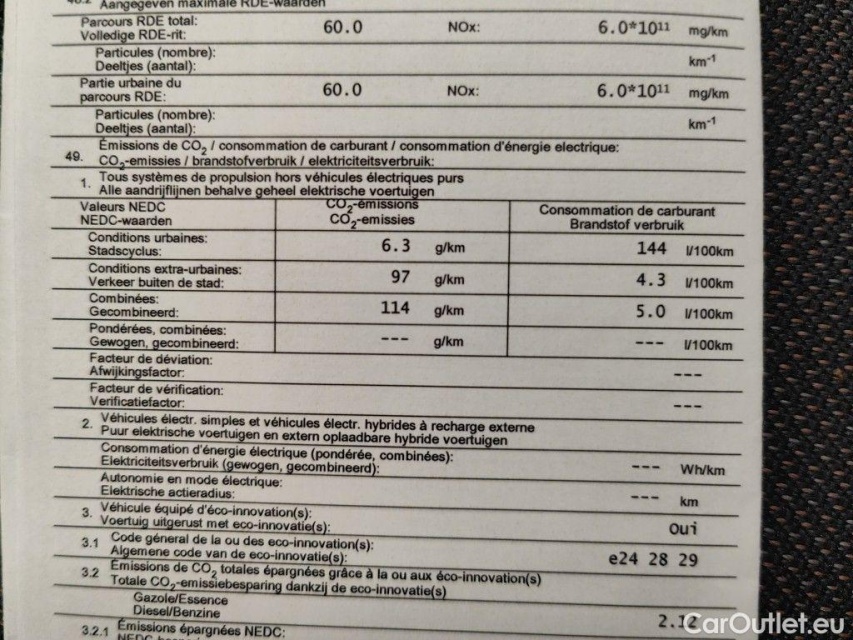 Aangegeven maximale RDE-waarden
Parcours RDE total: 60.0 NOx: 6.0*10¹¹ mg/km
Volledige RDE-rit:
Particules (nombre):
Deeltjes (aantal): km⁻¹
Partie urbaine du
parcours RDE: 60.0 NOx: 6.0*10¹¹ mg/km
Particules (nombre):
Deeltjes (aantal): km⁻¹
49. Émissions de CO₂ / consommation de carburant / consommation d'énergie electrique:
CO₂-emissies / brandstofverbruik / elektriciteitsverbruik:
1. Tous systèmes de propulsion hors véhicules électriques purs
Alle aandrijflijnen behalve geheel elektrische voertuigen
Valeurs NEDC CO₂-émissions Consommation de carburant
NEDC-waarden CO₂-emissies Brandstof verbruik
Conditions urbaines: 6.3 g/km 144 l/100km
Stadscyclus:
Conditions extra-urbaines: 97 g/km 4.3 l/100km
Verkeer buiten de stad:
Combinées: 114 g/km 5.0 l/100km
Gecombineerd:
Pondérées, combinées: --- g/km --- l/100km
Gewogen, gecombineerd:
Facteur de déviation:
Afwijkingsfactor: ---
Facteur de vérification:
Verificatiefactor: ---
2. Véhicules électr. simples et véhicules électr. hybrides à recharge externe
Puur elektrische voertuigen en extern oplaadbare hybride voertuigen
Consommation d'énergie électrique (pondérée, combinées):
Elektriciteitsverbruik (gewogen, gecombineerd): --- Wh/km
Autonomie en mode électrique:
Elektrische actieradius: --- km
3. Véhicule équipé d'éco-innovation(s):
Voertuig uitgerust met eco-innovatie(s): Oui
3.1 Code géneral de la ou des eco-innovation(s):
Algemene code van de eco-innovatie(s): e24 28 29
3.2 Émissions de CO₂ totales épargnées grâce à la ou aux éco-innovation(s)
Totale CO₂-emissiebesparing dankzij de eco-innovatie(s)
Gazole/Essence
Diesel/Benzine 2.12
3.2.1 Émissions épargnées NEDC:
CarOutlet.eu